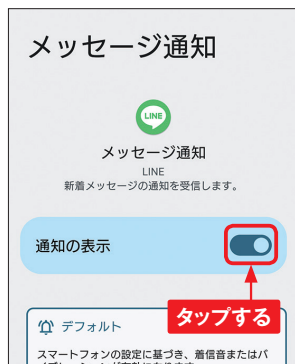 メッセージ通知
LINE
メッセージ通知
LINE
新着メッセージの通知を受信します。
通知の表示
タップする
デフォルト
スマートフォンの設定に基づき、着信音またはバ